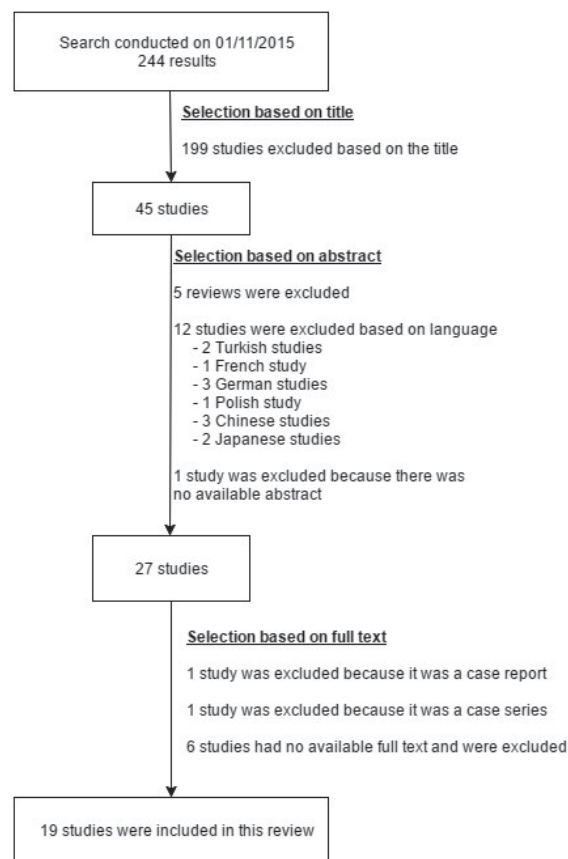 Search conducted on 01/11/2015
244 results
Selection based on title
199 studies excluded based on the title
45 studies
Selection based on abstract
5 reviews were excluded
12 studies were excluded based on language
- 2 Turkish studies
- 1 French study
- 3 German studies
- 1 Polish study
- 3 Chinese studies
- 2 Japanese studies
1 study was excluded because there was
no available abstract
27 studies
Selection based on full text
1 study was excluded because it was a case report
1 study was excluded because it was a case series
6 studies had no available full text and were excluded
19 studies were included in this review